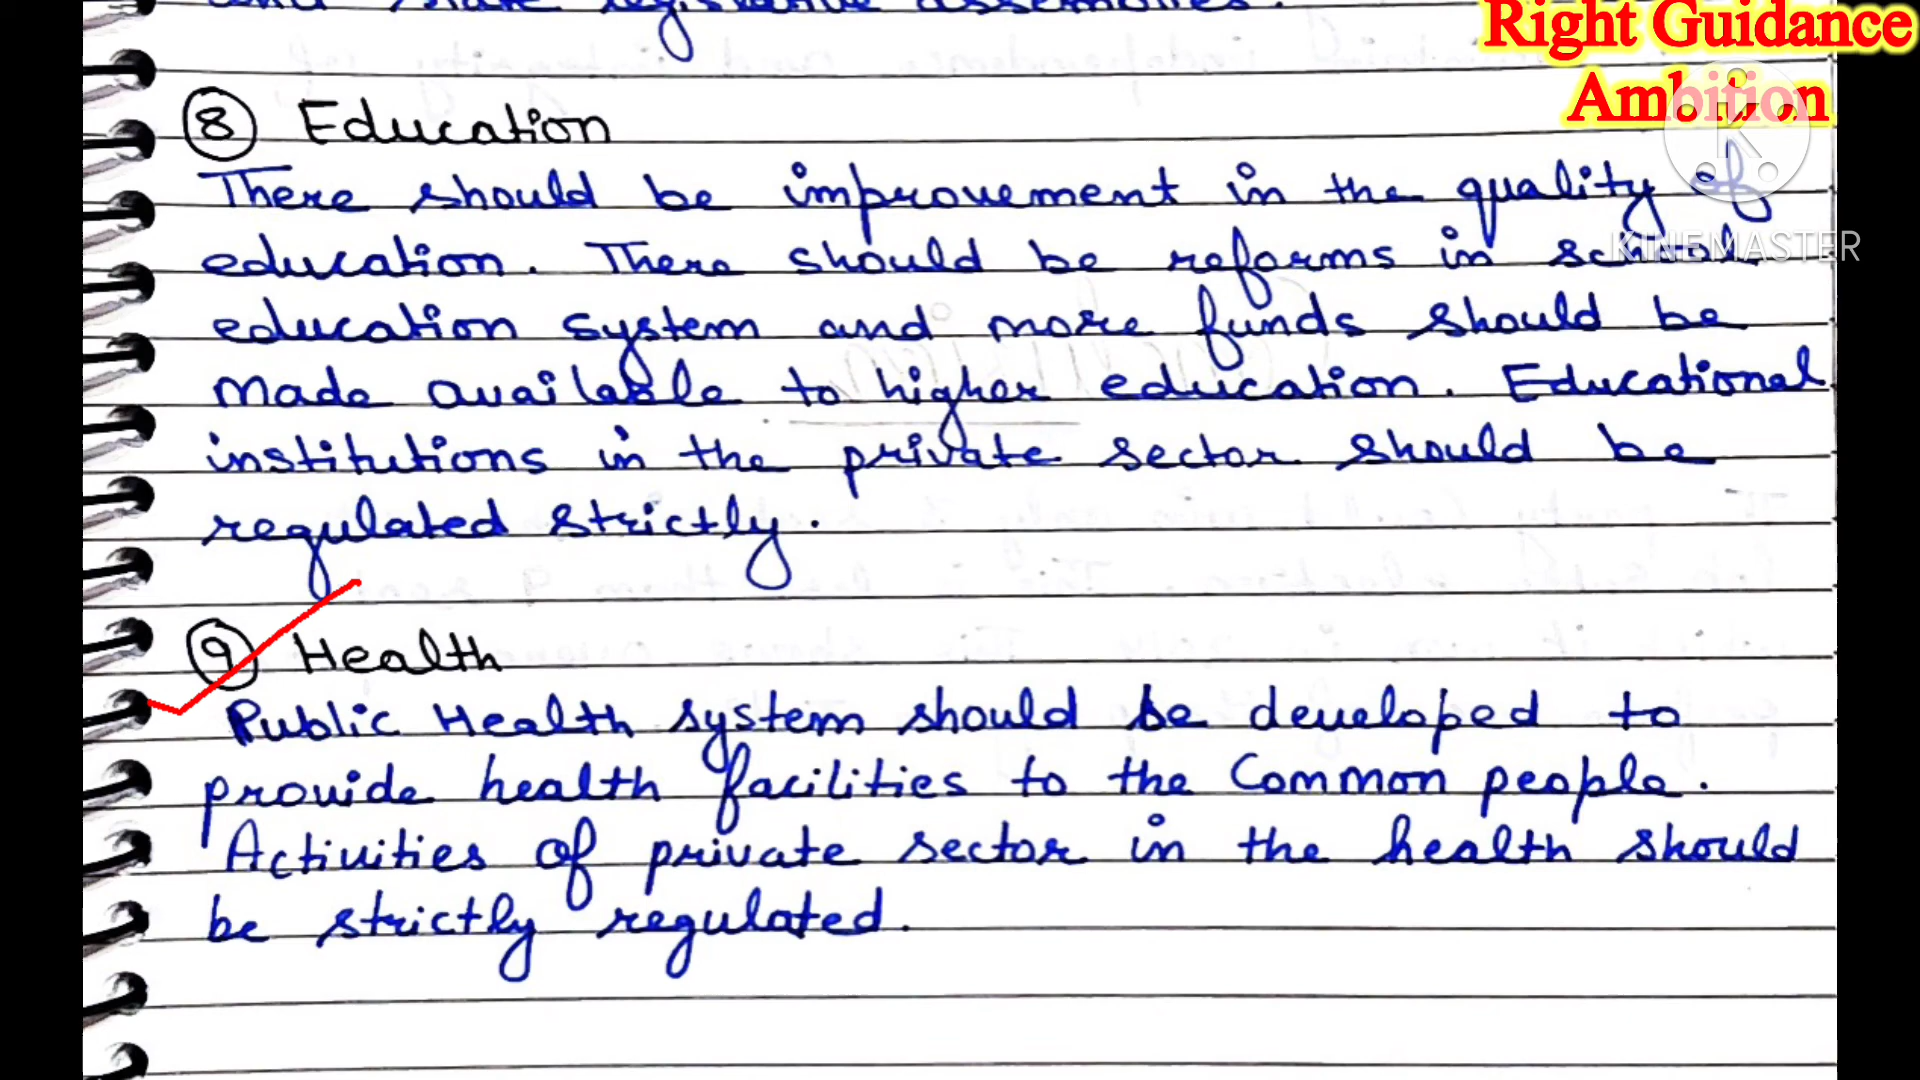 state legislative assemblies.
Right Guidance
Ambition
8 Education
There should be improvement in the quality of
education. There should be reforms in school
education system and more funds should be
made available to higher education. Educational
institutions in the private sector should be
regulated strictly.
9 Health
Public Health system should be developed to
provide health facilities to the Common people.
Activities of private sector in the health should
be strictly regulated.
K
KINEMASTER